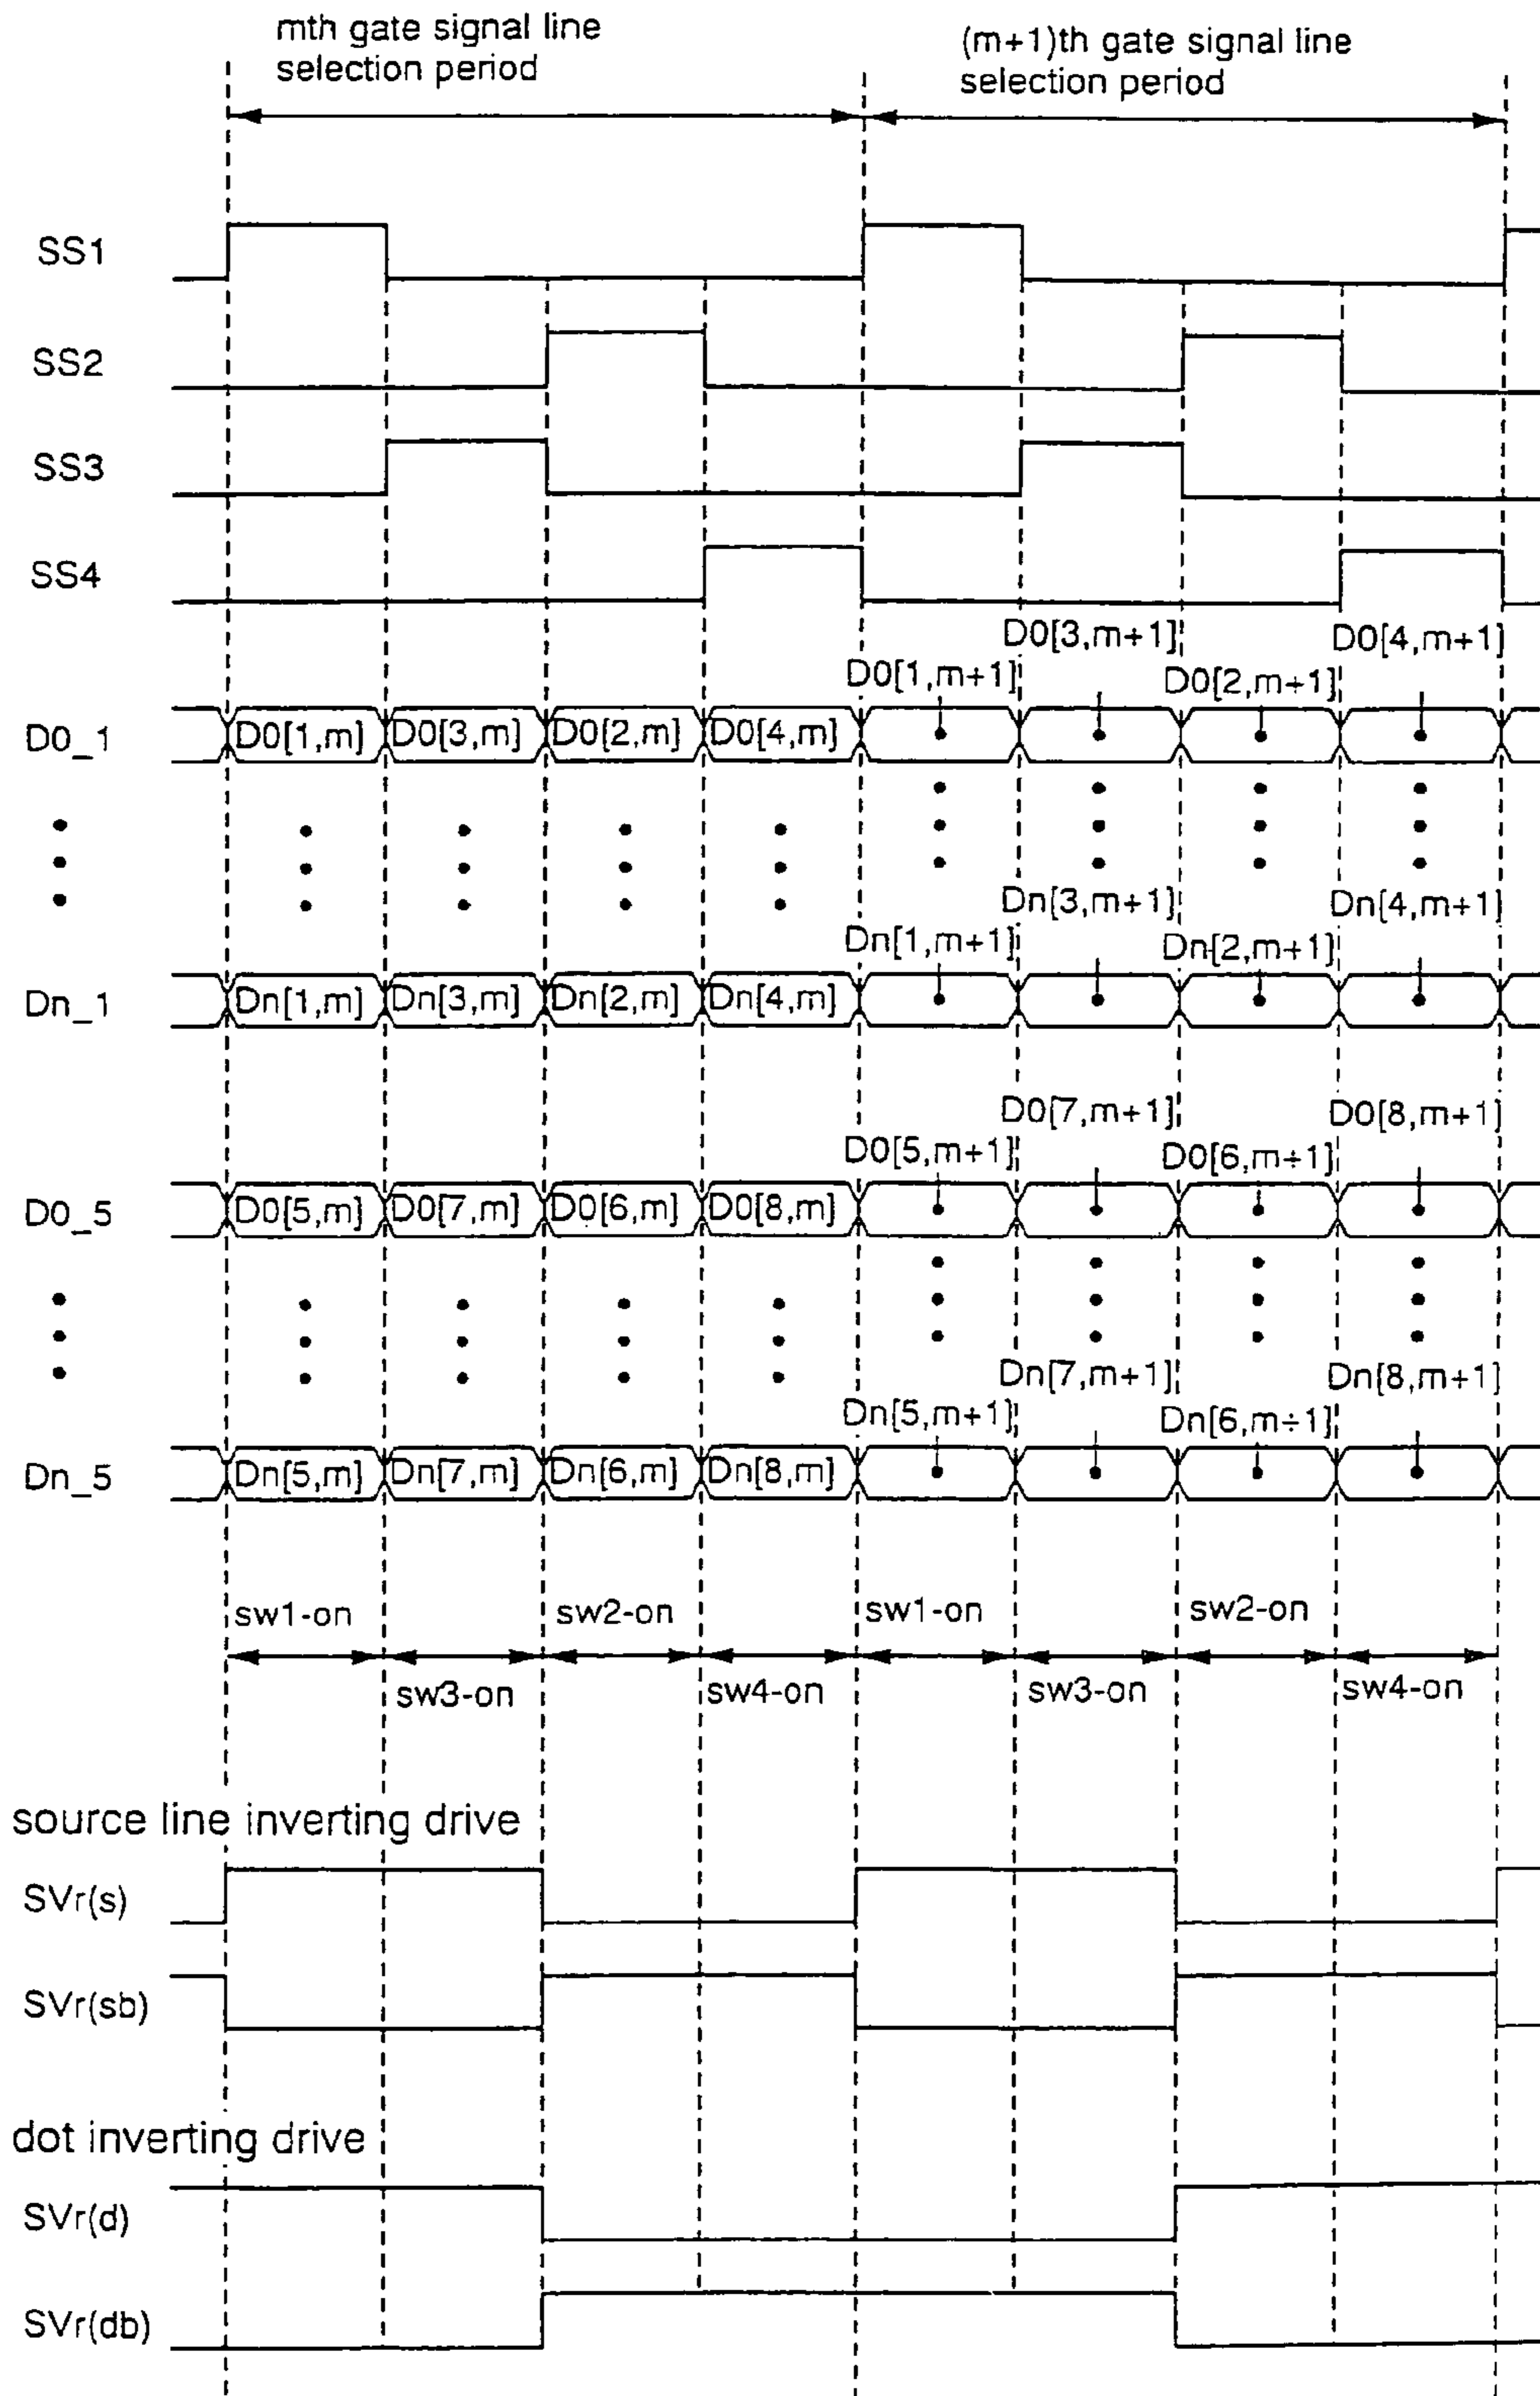 mth gate signal line
selection period
(m+1)th gate signal line
selection period
SS1
SS2
SS3
SS4
D0[3,m+1]
D0[4,m+1]
D0[1,m+1]
D0[2,m+1]
D0_1
D0[1,m]
D0[3,m]
D0[2,m]
D0[4,m]
Dn[3,m+1]
Dn[4,m+1]
Dn[1,m+1]
Dn[2,m+1]
Dn_1
Dn[1,m]
Dn[3,m]
Dn[2,m]
Dn[4,m]
D0[7,m+1]
D0[8,m+1]
D0[5,m+1]
D0[6,m+1]
D0_5
D0[5,m]
D0[7,m]
D0[6,m]
D0[8,m]
Dn[7,m+1]
Dn[8,m+1]
Dn[5,m+1]
Dn[6,m+1]
Dn_5
Dn[5,m]
Dn[7,m]
Dn[6,m]
Dn[8,m]
sw1-on
sw2-on
sw1-on
sw2-on
sw3-on
sw4-on
sw3-on
sw4-on
source line inverting drive
SVr(s)
SVr(sb)
dot inverting drive
SVr(d)
SVr(db)